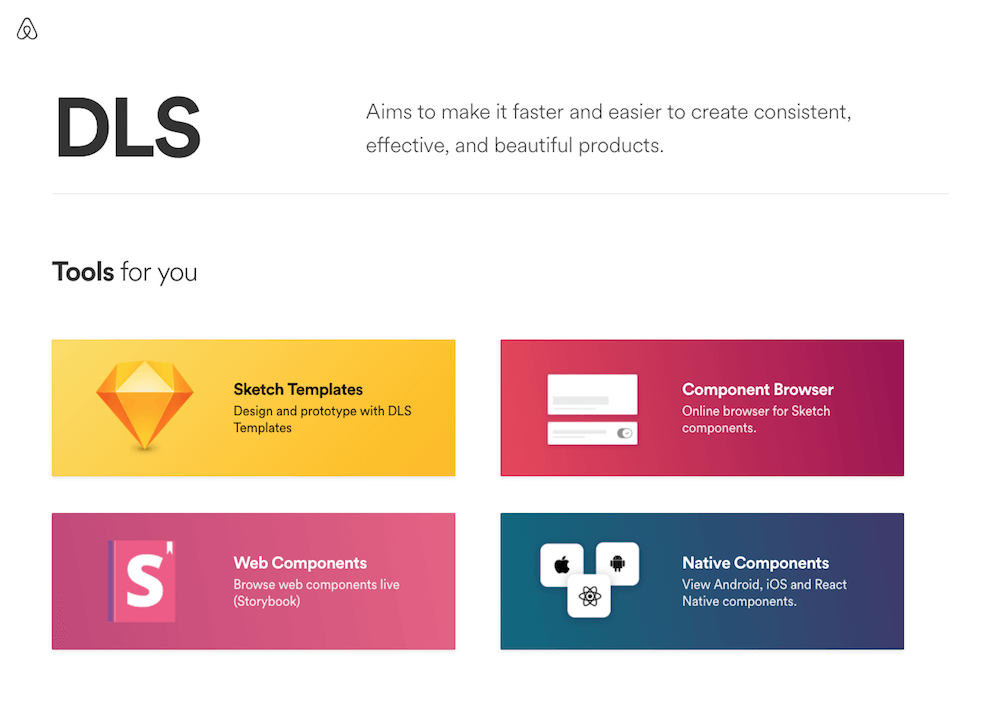 DLS
Aims to make it faster and easier to create consistent,
effective, and beautiful products.
Tools for you
Sketch Templates
Design and prototype with DLS
Templates
Component Browser
Online browser for Sketch
components.
S
Web Components
Browse web components live
(Storybook)
Native Components
View Android, iOS and React
Native components.